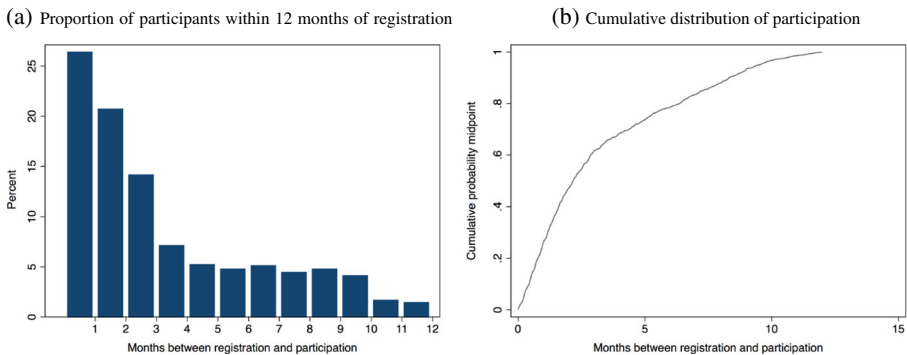 (a) Proportion of participants within 12 months of registration
25
20
15
10
5
0
Percent
1 2 3 4 5 6 7 8 9 10 11 12
Months between registration and participation
(b) Cumulative distribution of participation
1
.8
.6
.4
.2
0
Cumulative probability midpoint
0 5 10 15
Months between registration and participation